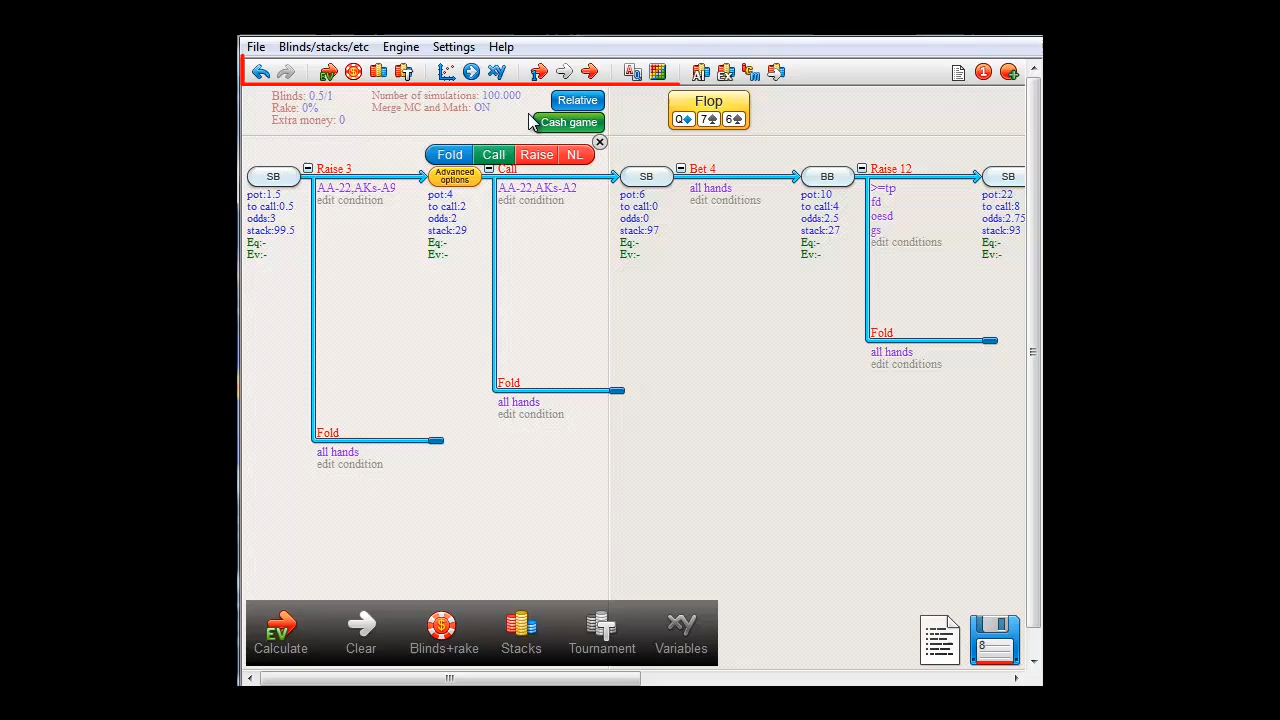 File Blinds/stacks/etc Engine Settings Help
Blinds: 0.5/1
Rake: 0%
Extra money: 0
Number of simulations: 100.000
Merge MC and Math: ON
Relative
Cash game
Flop
Q♦ 7♠ 6♠
Fold Call Raise NL
SB
pot:1.5
to call:0.5
odds:3
stack:99.5
Eq:-
Ev:-
Raise 3
AA-22,AKs-A9
edit condition
Fold
all hands
edit condition
Advanced
options
pot:4
to call:2
odds:2
stack:29
Eq:-
Ev:-
Call
AA-22,AKs-A2
edit condition
Fold
all hands
edit condition
SB
pot:6
to call:0
odds:0
stack:97
Eq:-
Ev:-
Bet 4
all hands
edit conditions
BB
pot:10
to call:4
odds:2.5
stack:27
Eq:-
Ev:-
Raise 12
>=tp
fd
oesd
gs
edit conditions
Fold
all hands
edit conditions
SB
pot:22
to call:8
odds:2.75
stack:93
Eq:-
Ev:-
EV
Calculate Clear Blinds+rake Stacks Tournament Variables
8